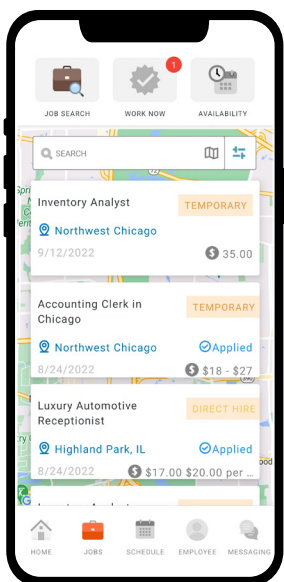 1
JOB SEARCH WORK NOW AVAILABILITY
SEARCH
Inventory Analyst TEMPORARY
Northwest Chicago
9/12/2022 $ 35.00
Accounting Clerk in TEMPORARY
Chicago
Northwest Chicago Applied
8/24/2022 $ $18 - $27
Luxury Automotive DIRECT HIRE
Receptionist
Highland Park, IL Applied
8/24/2022 $ $17.00 $20.00 per ...
HOME JOBS SCHEDULE EMPLOYEE MESSAGING